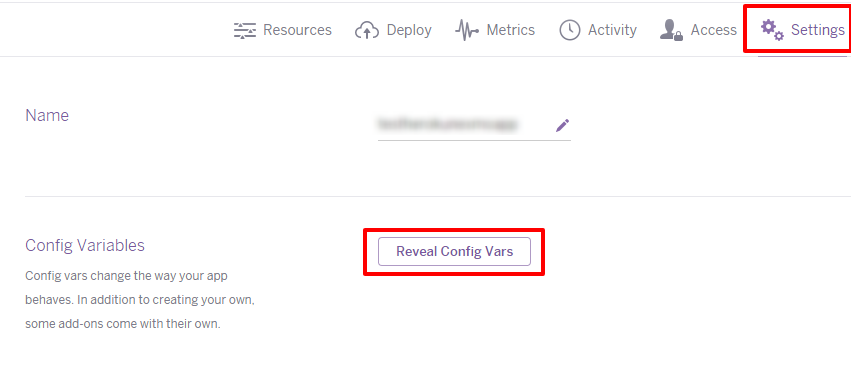 Resources Deploy Metrics Activity Access Settings
Name
Config Variables
Reveal Config Vars
Config vars change the way your app
behaves. In addition to creating your own,
some add-ons come with their own.